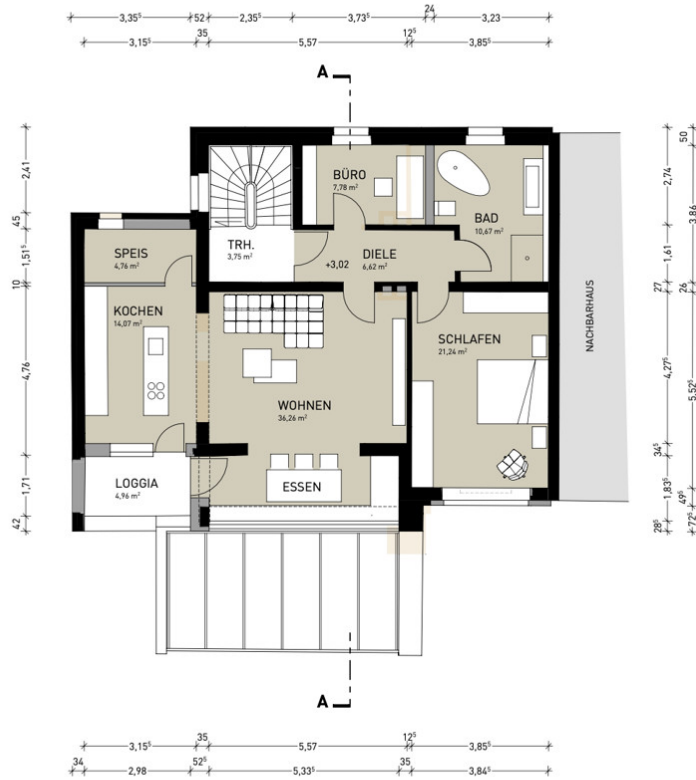 24
3,35⁵ 52 2,35⁵ 3,73⁵ 3,23
35 12⁵
3,15⁵ 5,57 3,85⁵
A
2,41
45
1,51⁵
10
4,76
1,71
42
BÜRO
7,78 m²
BAD
10,67 m²
TRH.
3,75 m²
DIELE
6,62 m²
+3,02
SPEIS
4,76 m²
KOCHEN
14,07 m²
SCHLAFEN
21,24 m²
WOHNEN
36,26 m²
ESSEN
LOGGIA
4,96 m²
NACHBARHAUS
2,74
1,61
27
4,27⁵
34⁵
1,83⁵
28⁵
50
3,86
26
5,52⁵
49⁵
72⁵
A
35 12⁵
3,15⁵ 5,57 3,85⁵
34 52⁵ 35
2,98 5,33⁵ 3,84⁵